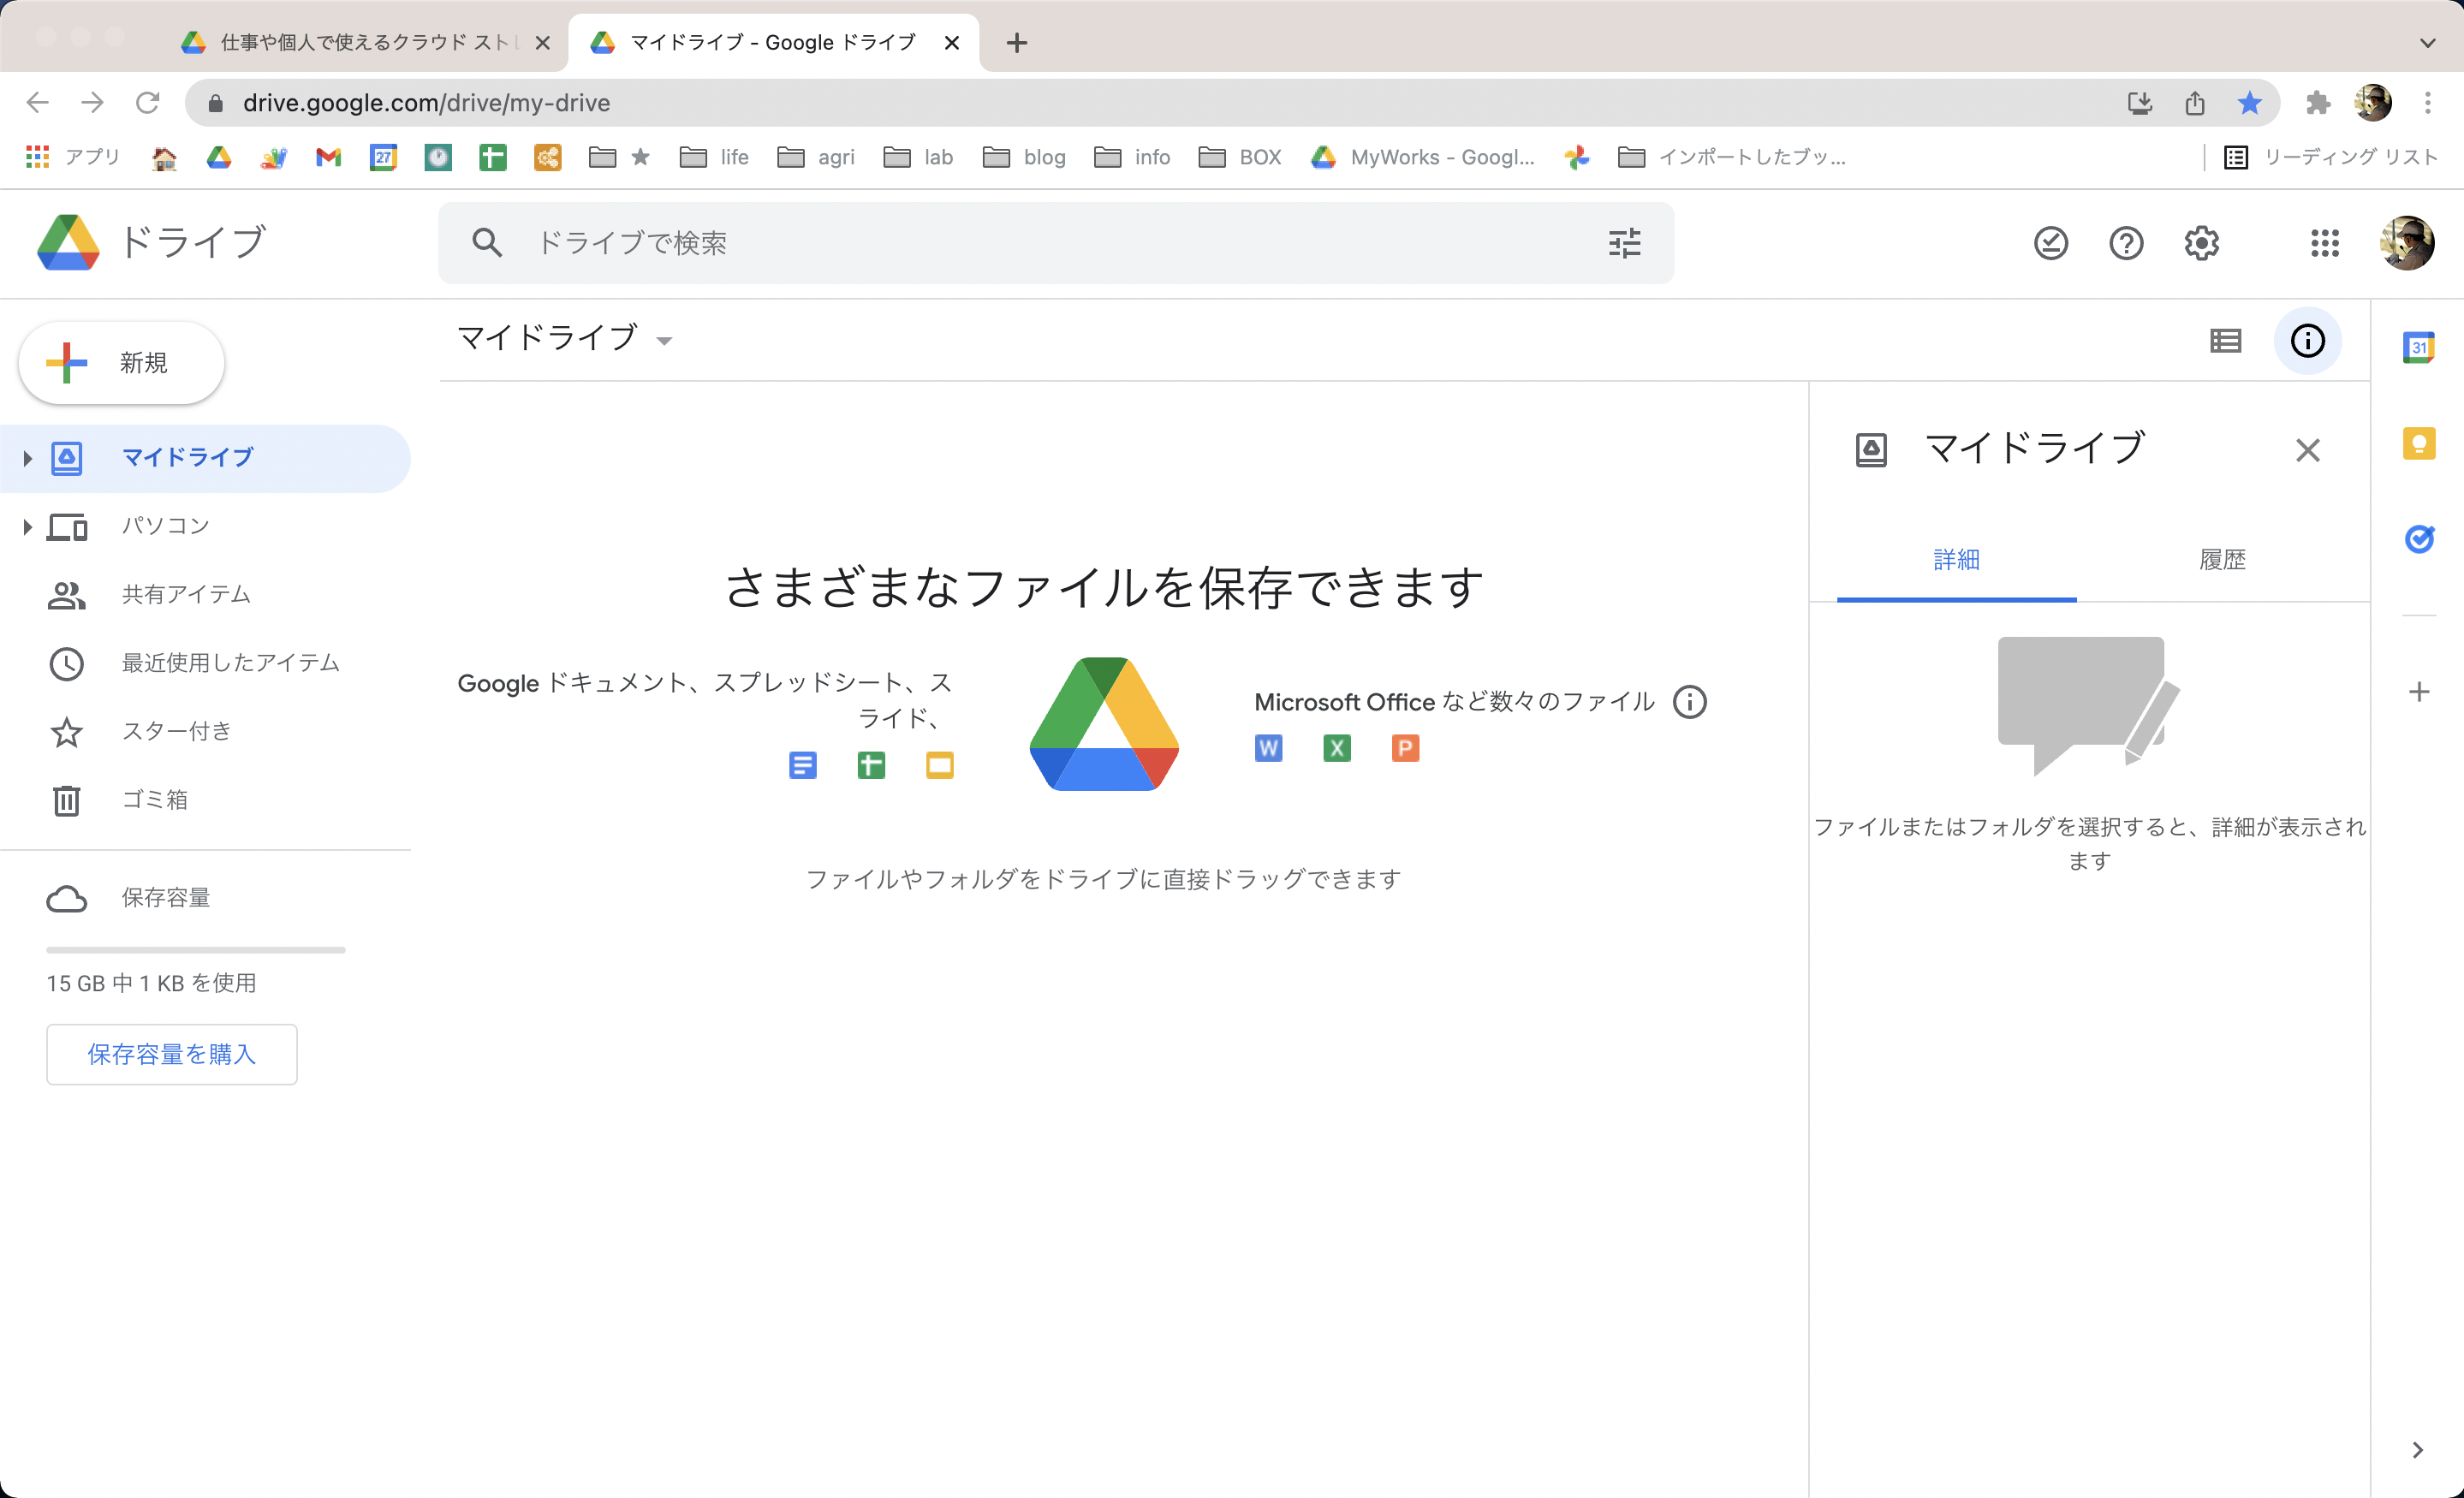 仕事や個人で使えるクラウド スト
マイドライブ - Google ドライブ
drive.google.com/drive/my-drive
アプリ
27
life
agri
lab
blog
info
BOX
MyWorks - Googl...
インポートしたブッ...
リーディング リスト
ドライブ
ドライブで検索
新規
マイドライブ
31
マイドライブ
パソコン
共有アイテム
最近使用したアイテム
スター付き
ゴミ箱
保存容量
15 GB 中 1 KB を使用
保存容量を購入
さまざまなファイルを保存できます
Google ドキュメント、スプレッドシート、ス
ライド、
Microsoft Office など数々のファイル
W
X
P
ファイルやフォルダをドライブに直接ドラッグできます
マイドライブ
詳細
履歴
ファイルまたはフォルダを選択すると、詳細が表示され
ます